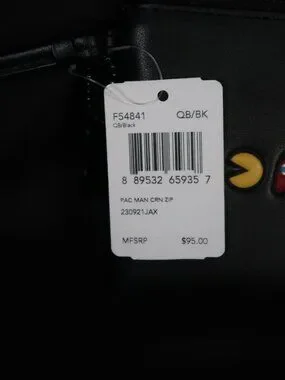 F54841 QB/BK
QB/Black
8 89532 65935 7
PAC MAN CRN ZIP
230921JAX
MFSRP $95.00